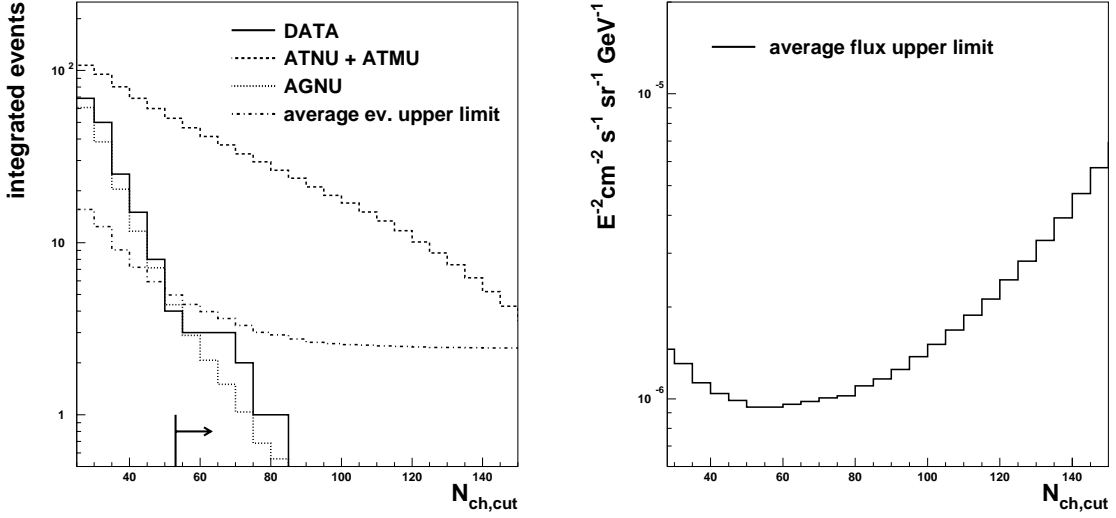 integrated events
10²
10
1
DATA
ATNU + ATMU
AGNU
average ev. upper limit
40 60 80 100 120 140
N_ch,cut
E⁻²cm⁻² s⁻¹ sr⁻¹ GeV⁻¹
10⁻⁵
10⁻⁶
average flux upper limit
40 60 80 100 120 140
N_ch,cut